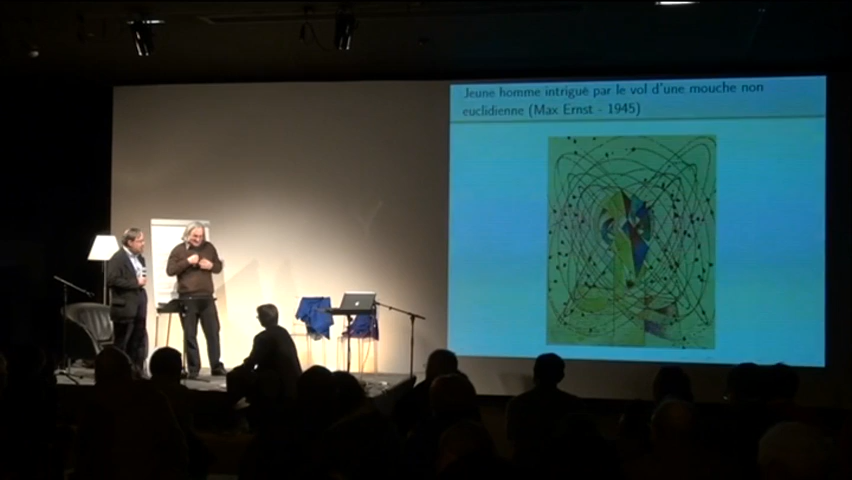 Jeune homme intrigué par le vol d'une mouche non
euclidienne (Max Ernst - 1945)